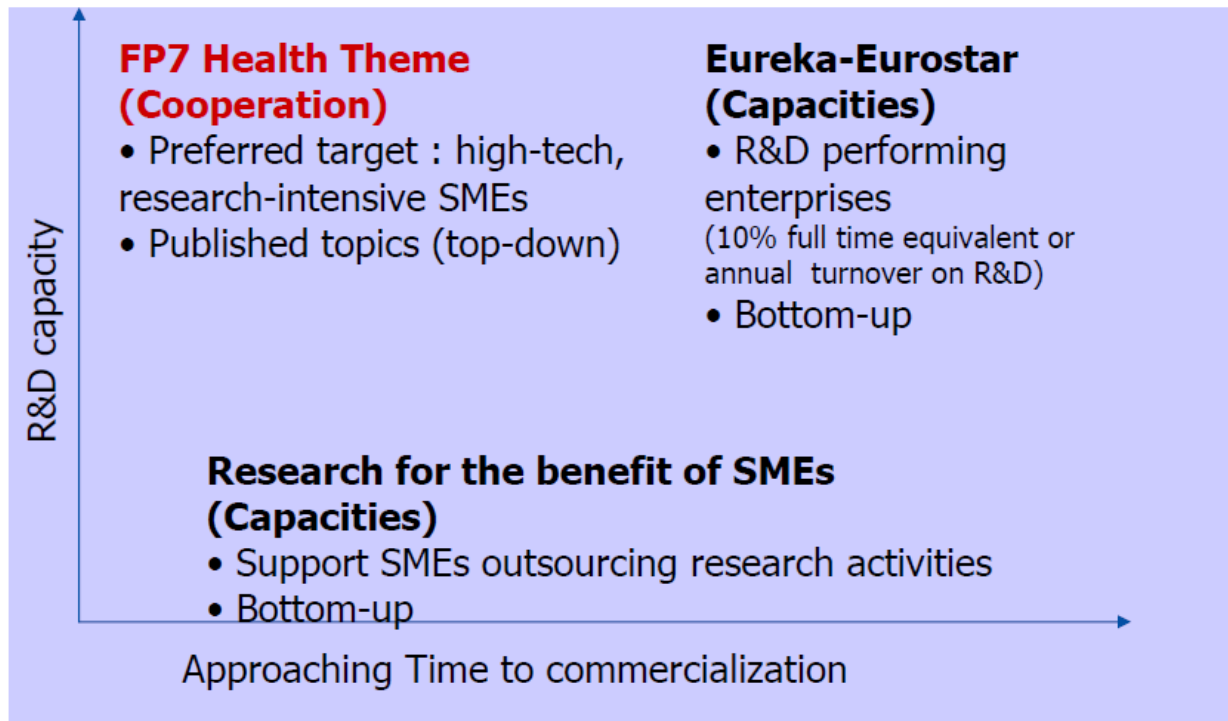 FP7 Health Theme
(Cooperation)
• Preferred target : high-tech,
research-intensive SMEs
• Published topics (top-down)
Eureka-Eurostar
(Capacities)
• R&D performing
enterprises
(10% full time equivalent or
annual turnover on R&D)
• Bottom-up
R&D capacity
Research for the benefit of SMEs
(Capacities)
• Support SMEs outsourcing research activities
• Bottom-up
Approaching Time to commercialization